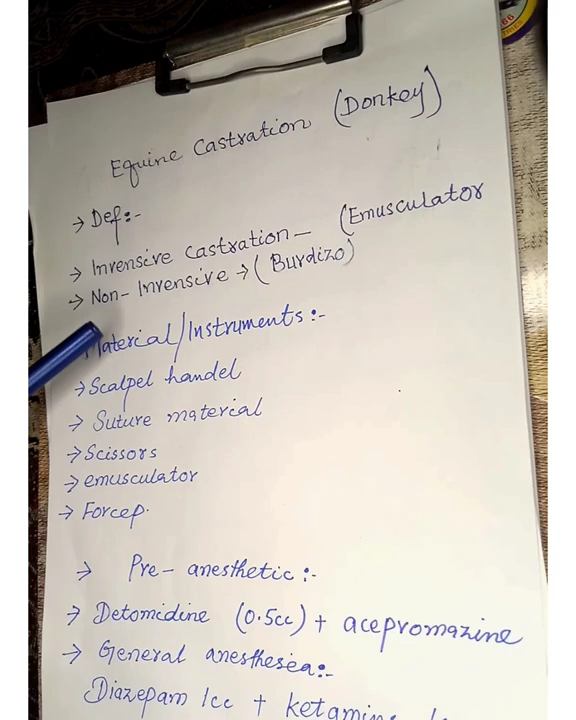 Equine Castration (Donkey)
→ Def:-
→ Invensive Castration - (Emusculator
→ Non-Invensive → (Burdizo)
Material/Instruments:-
→ Scalpel handel
→ Suture material
→ Scissors
→ emusculator
→ Forcep.
→ Pre-anesthetic:-
→ Detomidine (0.5cc) + acepromazine
→ General anesthesea:-
Diazepam 1cc + ketamine